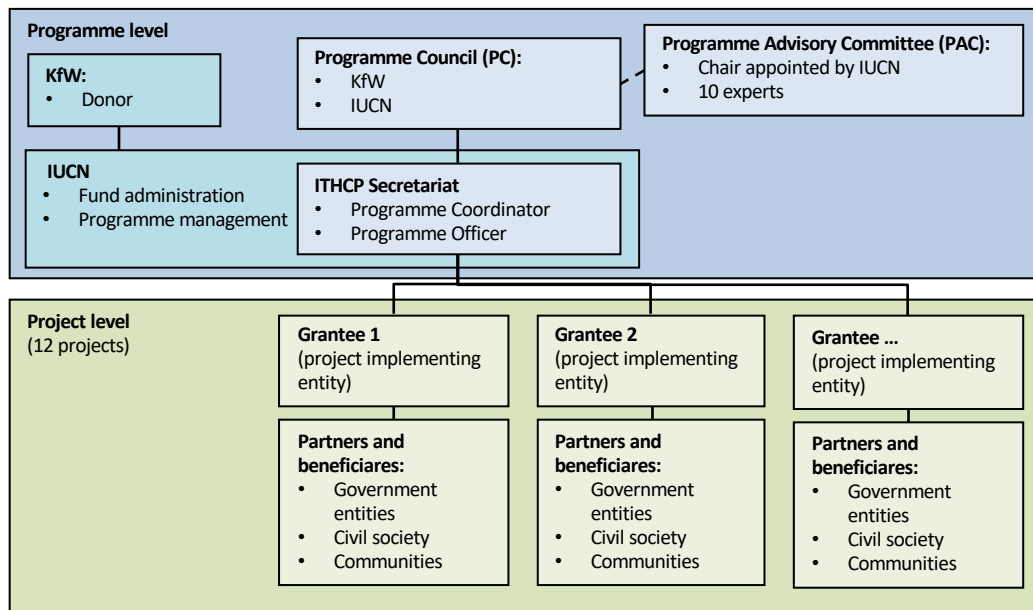 Programme level
KfW:
• Donor
Programme Council (PC):
• KfW
• IUCN
Programme Advisory Committee (PAC):
• Chair appointed by IUCN
• 10 experts
IUCN
• Fund administration
• Programme management
ITHCP Secretariat
• Programme Coordinator
• Programme Officer
Project level
(12 projects)
Grantee 1
(project implementing
entity)
Grantee 2
(project implementing
entity)
Grantee ...
(project implementing
entity)
Partners and
beneficiares:
• Government
entities
• Civil society
• Communities
Partners and
beneficiares:
• Government
entities
• Civil society
• Communities
Partners and
beneficiares:
• Government
entities
• Civil society
• Communities